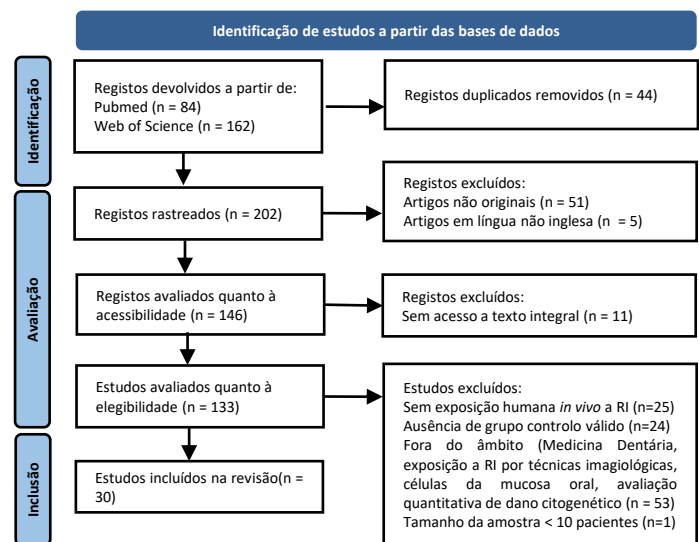 Identificação de estudos a partir das bases de dados
Identificação
Registos devolvidos a partir de:
Pubmed (n = 84)
Web of Science (n = 162)
Registos duplicados removidos (n = 44)
Avaliação
Registos rastreados (n = 202)
Registos excluídos:
Artigos não originais (n = 51)
Artigos em língua não inglesa (n  = 5)
Registos avaliados quanto à
acessibilidade (n = 146)
Registos excluídos:
Sem acesso a texto integral (n = 11)
Estudos avaliados quanto à
elegibilidade (n = 133)
Estudos excluídos:
Sem exposição humana in vivo a RI (n=25)
Ausência de grupo controlo válido (n=24)
Fora do âmbito (Medicina Dentária,
exposição a RI por técnicas imagiológicas,
células da mucosa oral, avaliação
quantitativa de dano citogenético (n = 53)
Tamanho da amostra < 10 pacientes (n=1)
Inclusão
Estudos incluídos na revisão(n =
30)